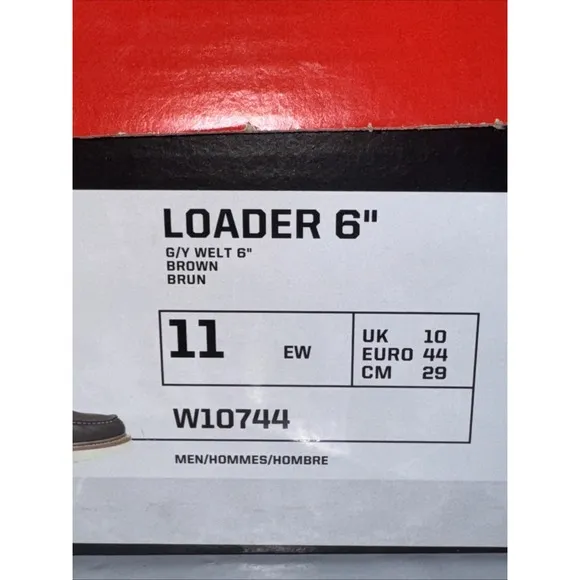 LOADER 6"
G/Y WELT 6"
BROWN
BRUN
11 EW
UK 10
EURO 44
CM 29
W10744
MEN/HOMMES/HOMBRE